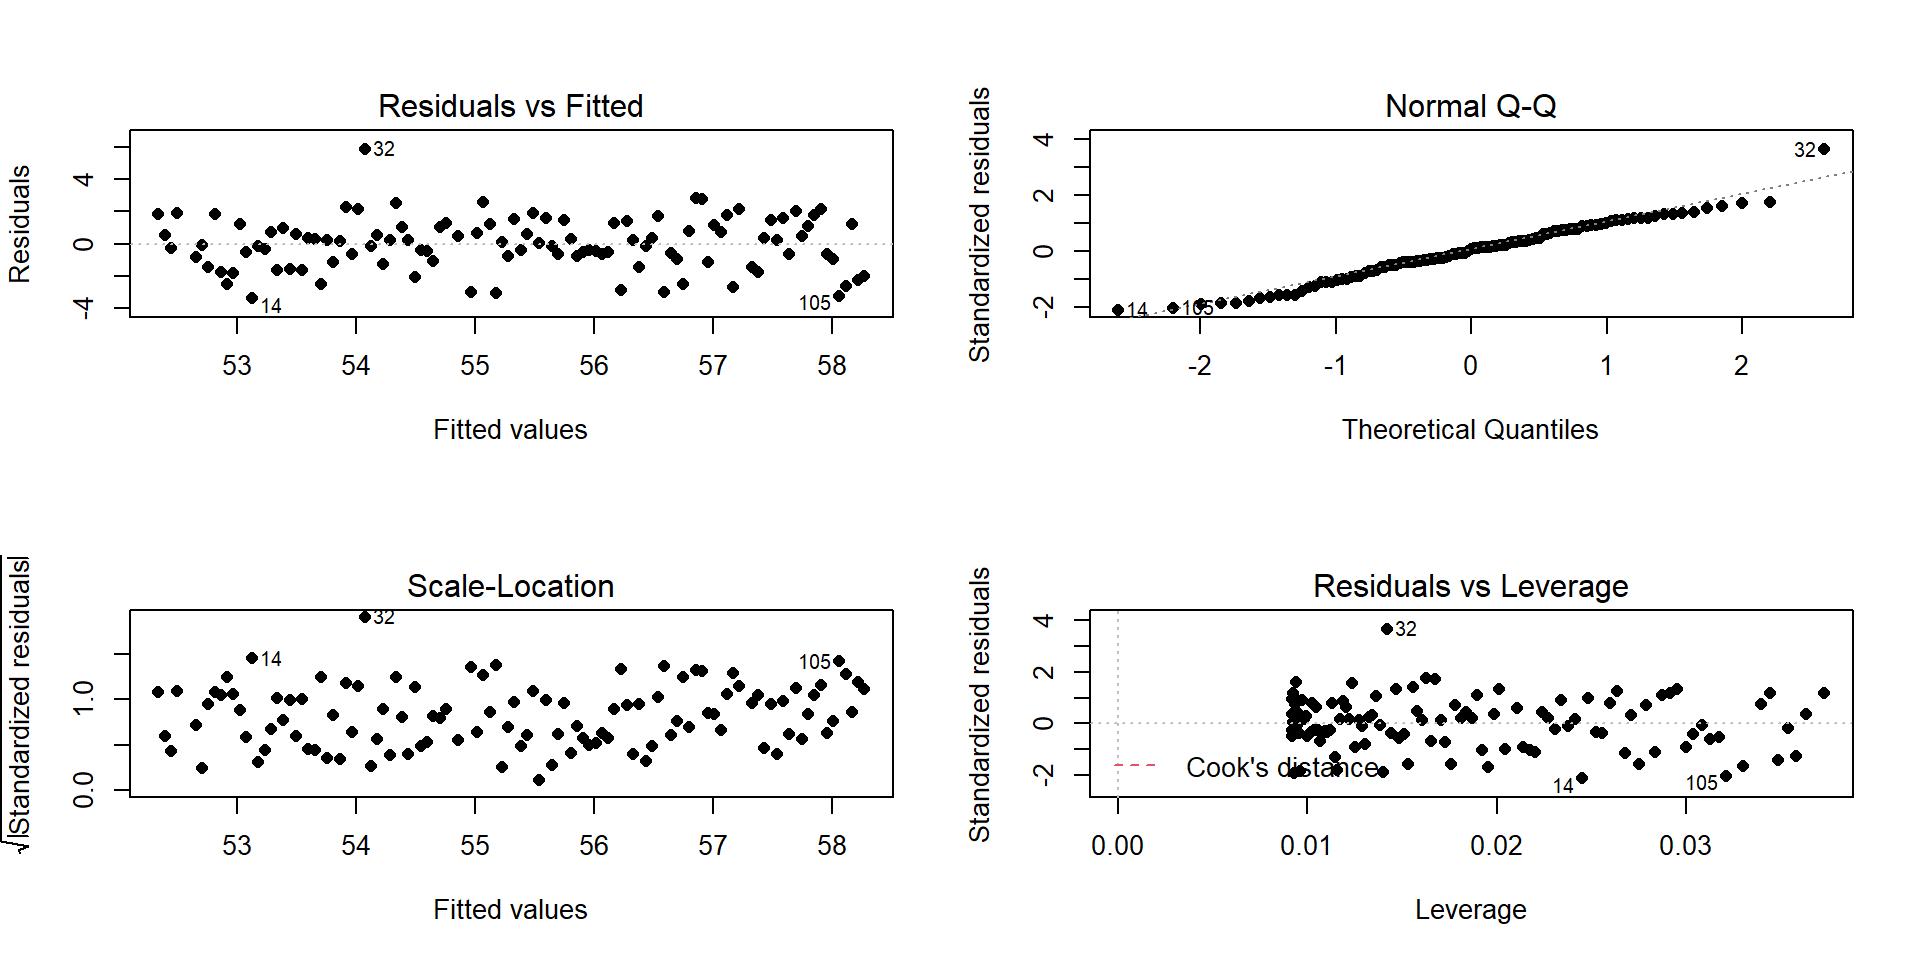 Residuals vs Fitted
Residuals
4
0
-4
32
14
105
53 54 55 56 57 58
Fitted values
Normal Q-Q
Standardized residuals
4
2
0
-2
32
14
105
-2 -1 0 1 2
Theoretical Quantiles
Scale-Location
√|Standardized residuals|
1.0
0.0
32
14
105
53 54 55 56 57 58
Fitted values
Residuals vs Leverage
Standardized residuals
4
2
0
-2
32
Cook's distance
14
105
0.00 0.01 0.02 0.03
Leverage